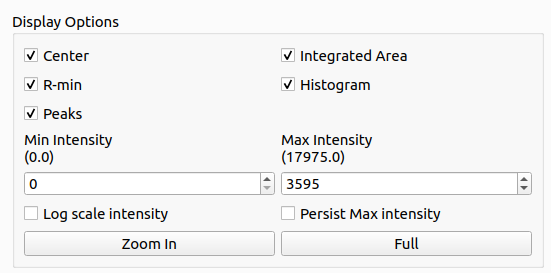 Display Options
Center
Integrated Area
R-min
Histogram
Peaks
Min Intensity
(0.0)
Max Intensity
(17975.0)
0
3595
Log scale intensity
Persist Max intensity
Zoom In
Full